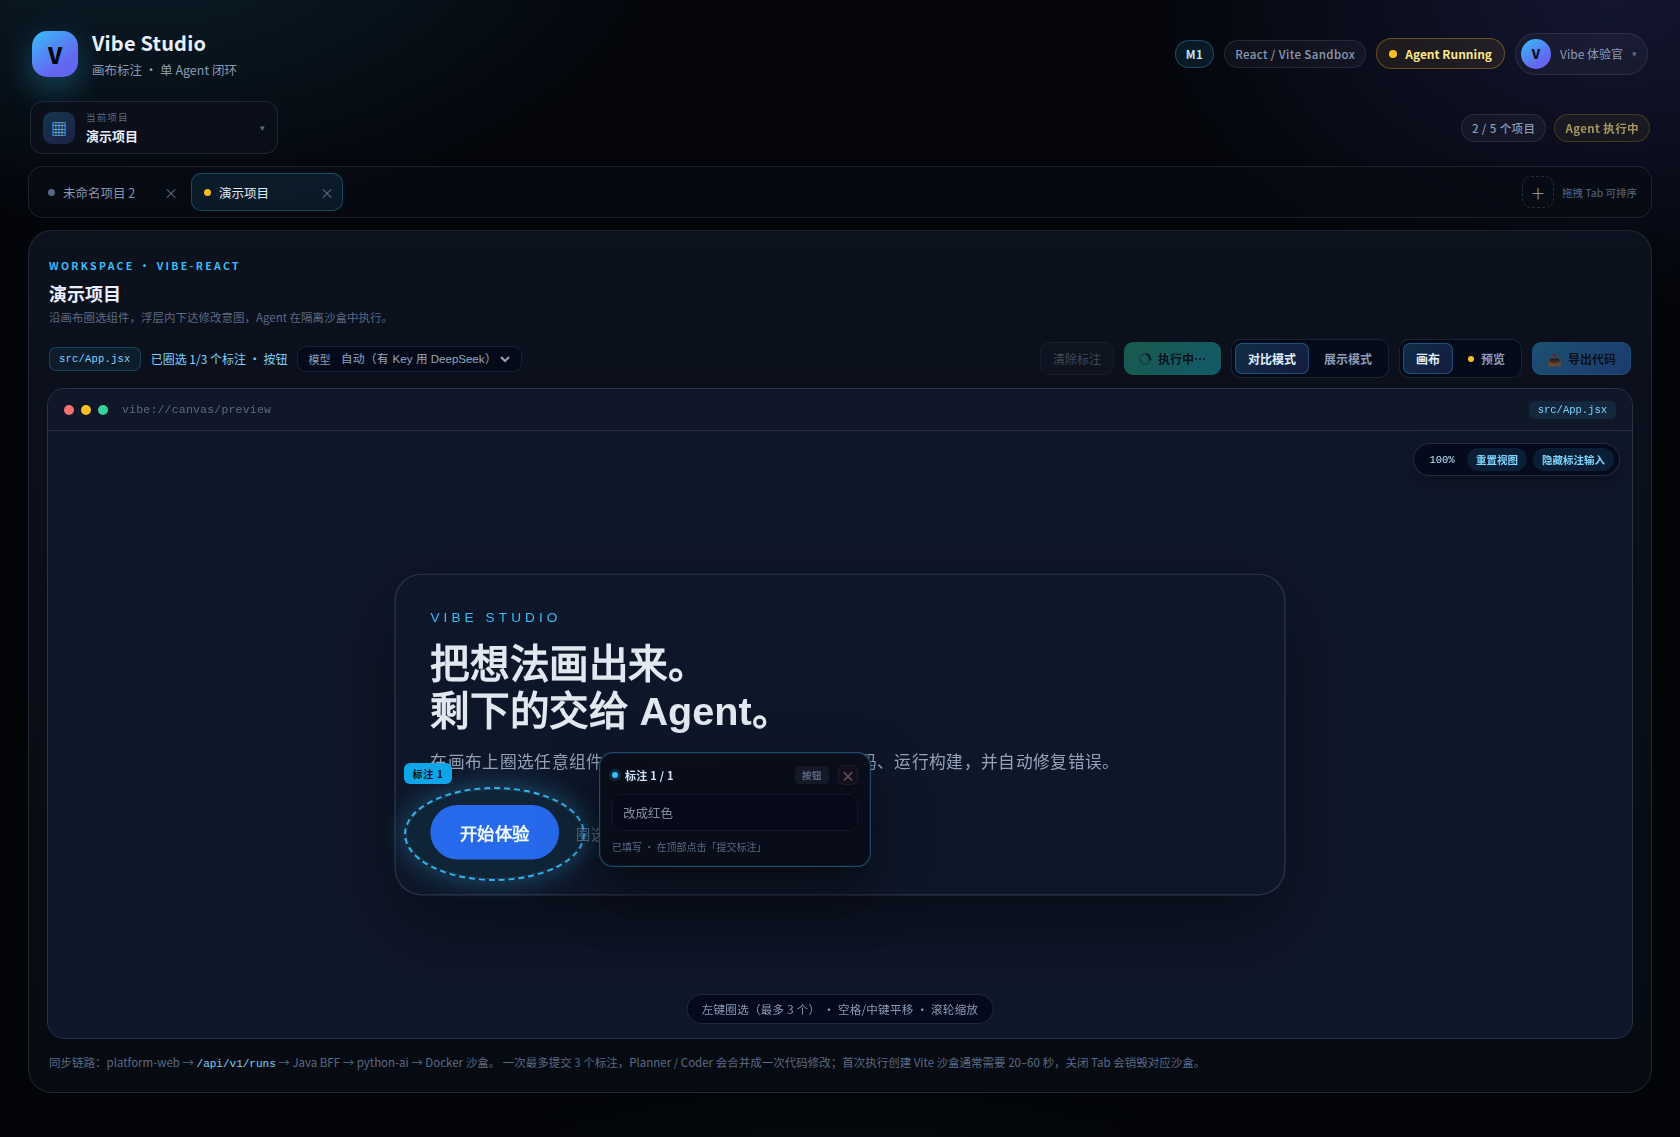 V
Vibe Studio
画布标注 · 单 Agent 闭环
M1
React / Vite Sandbox
Agent Running
V
Vibe 体验官
当前项目
演示项目
2 / 5 个项目
Agent 执行中
未命名项目 2
演示项目
拖拽 Tab 可排序
WORKSPACE · VIBE-REACT
演示项目
沿画布圈选组件，浮层内下达修改意图，Agent 在隔离沙盒中执行。
src/App.jsx
已圈选 1/3 个标注 · 按钮
模型 自动（有 Key 用 DeepSeek）
清除标注
执行中…
对比模式
展示模式
画布
预览
导出代码
vibe://canvas/preview
src/App.jsx
100%
重置视图
隐藏标注输入
VIBE STUDIO
把想法画出来。
剩下的交给 Agent。
在画布上圈选任意组件
码、运行构建，并自动修复错误。
标注 1
标注 1 / 1
按钮
改成红色
已填写 · 在顶部点击「提交标注」
开始体验
圈选
左键圈选（最多 3 个） · 空格/中键平移 · 滚轮缩放
同步链路：platform-web → /api/v1/runs → Java BFF → python-ai → Docker 沙盒。 一次最多提交 3 个标注，Planner / Coder 会合并成一次代码修改；首次执行创建 Vite 沙盒通常需要 20–60 秒，关闭 Tab 会销毁对应沙盒。